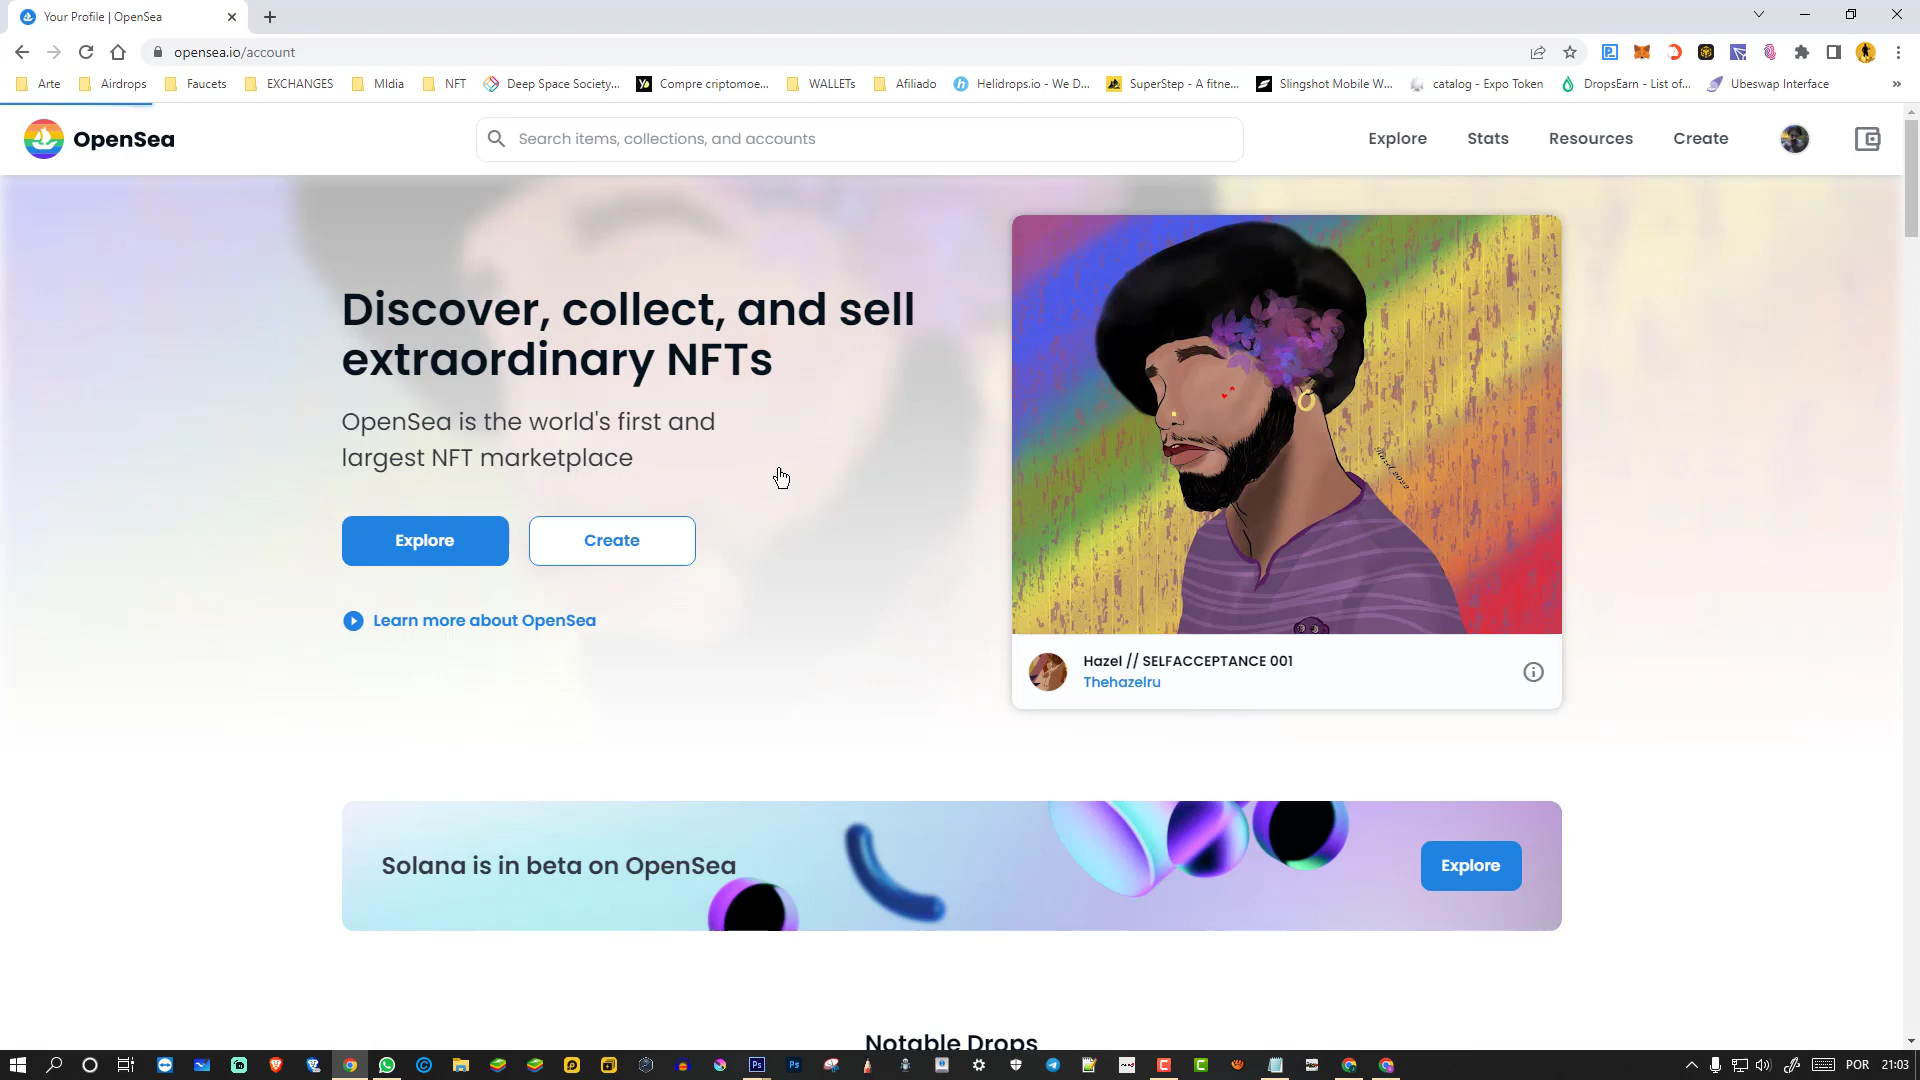 Your Profile | OpenSea
opensea.io/account
Arte
Airdrops
Faucets
EXCHANGES
MIdia
NFT
Deep Space Society...
Compre criptomoe...
WALLETs
Afiliado
Helidrops.io - We D...
SuperStep - A fitne...
Slingshot Mobile W...
catalog - Expo Token
DropsEarn - List of...
Ubeswap Interface
»
OpenSea
Search items, collections, and accounts
Explore
Stats
Resources
Create
Discover, collect, and sell
extraordinary NFTs
OpenSea is the world's first and
largest NFT marketplace
Explore
Create
Learn more about OpenSea
Hazel 2022
Hazel // SELFACCEPTANCE 001
Thehazelru
Solana is in beta on OpenSea
Explore
Notable Drops
POR
21:03